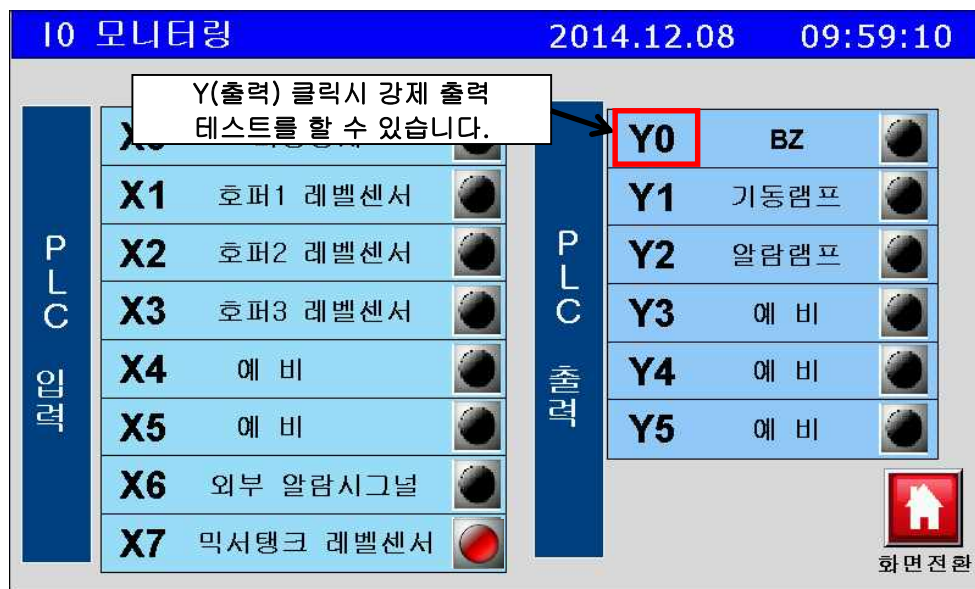 IO 모니터링 2014.12.08 09:59:10
Y(출력) 클릭시 강제 출력
테스트를 할 수 있습니다.
PLC 입력
X1 호퍼1 레벨센서
X2 호퍼2 레벨센서
X3 호퍼3 레벨센서
X4 예 비
X5 예 비
X6 외부 알람시그널
X7 믹서탱크 레벨센서
PLC 출력
Y0 BZ
Y1 기동램프
Y2 알람램프
Y3 예 비
Y4 예 비
Y5 예 비
화면전환